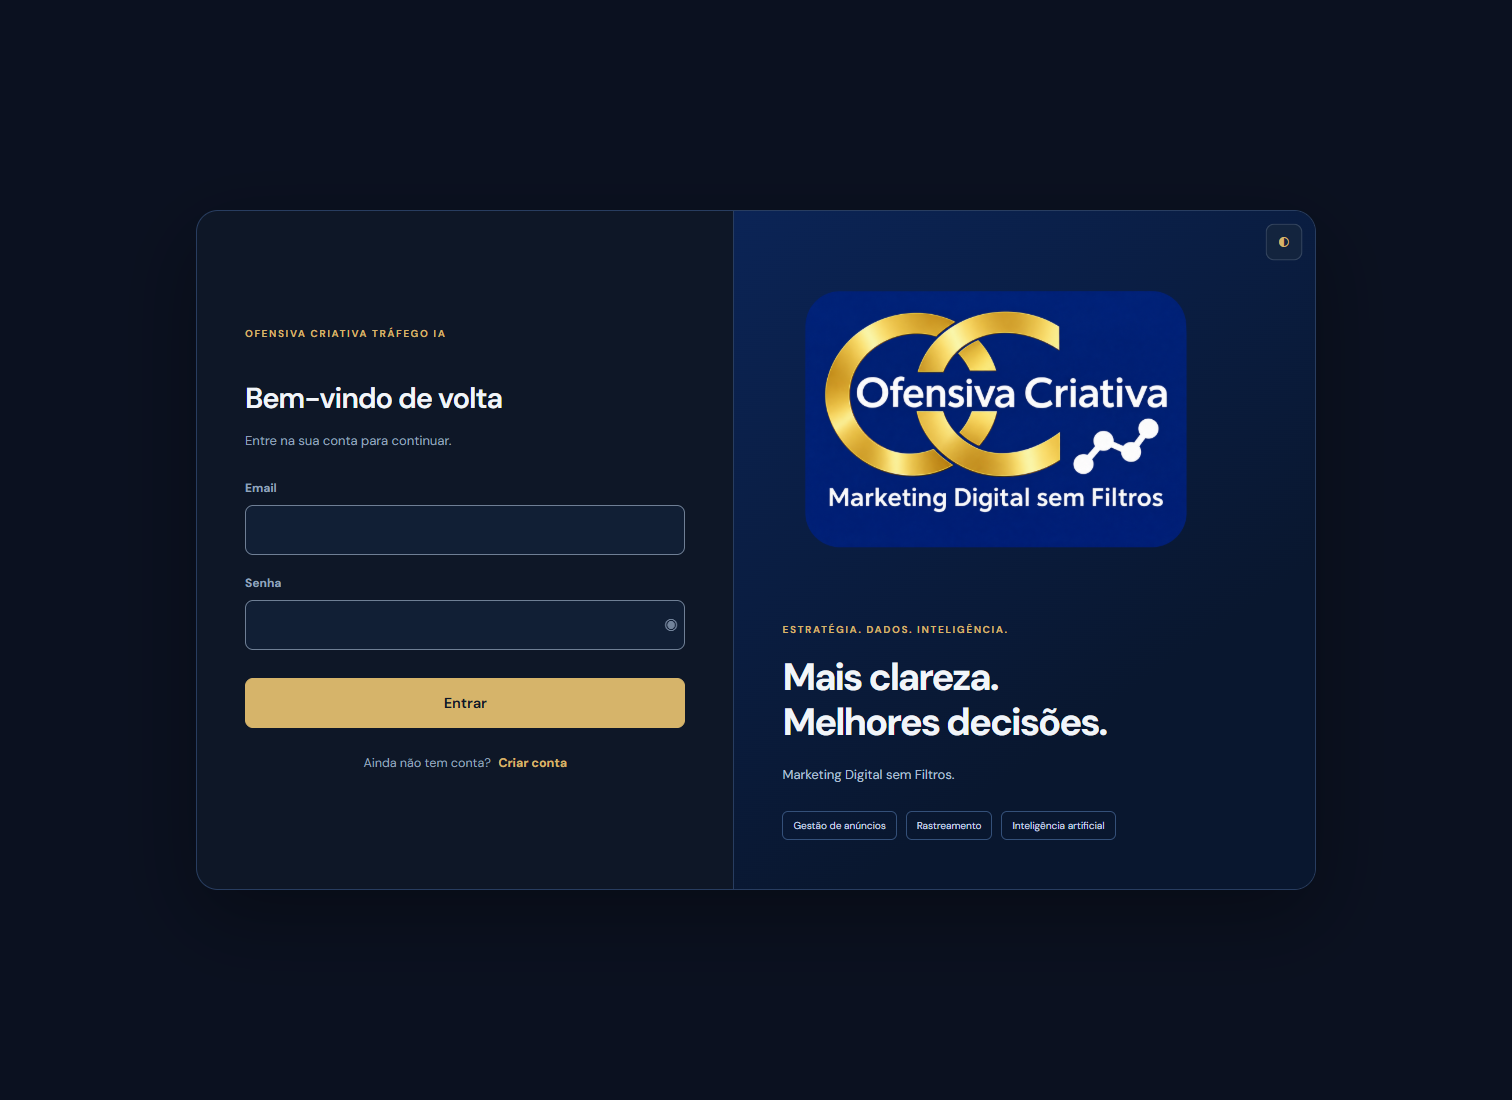 OFENSIVA CRIATIVA TRÁFEGO IA
Bem-vindo de volta
Entre na sua conta para continuar.
Email
Senha
Entrar
Ainda não tem conta? Criar conta
Ofensiva Criativa
Marketing Digital sem Filtros
ESTRATÉGIA. DADOS. INTELIGÊNCIA.
Mais clareza.
Melhores decisões.
Marketing Digital sem Filtros.
Gestão de anúncios
Rastreamento
Inteligência artificial